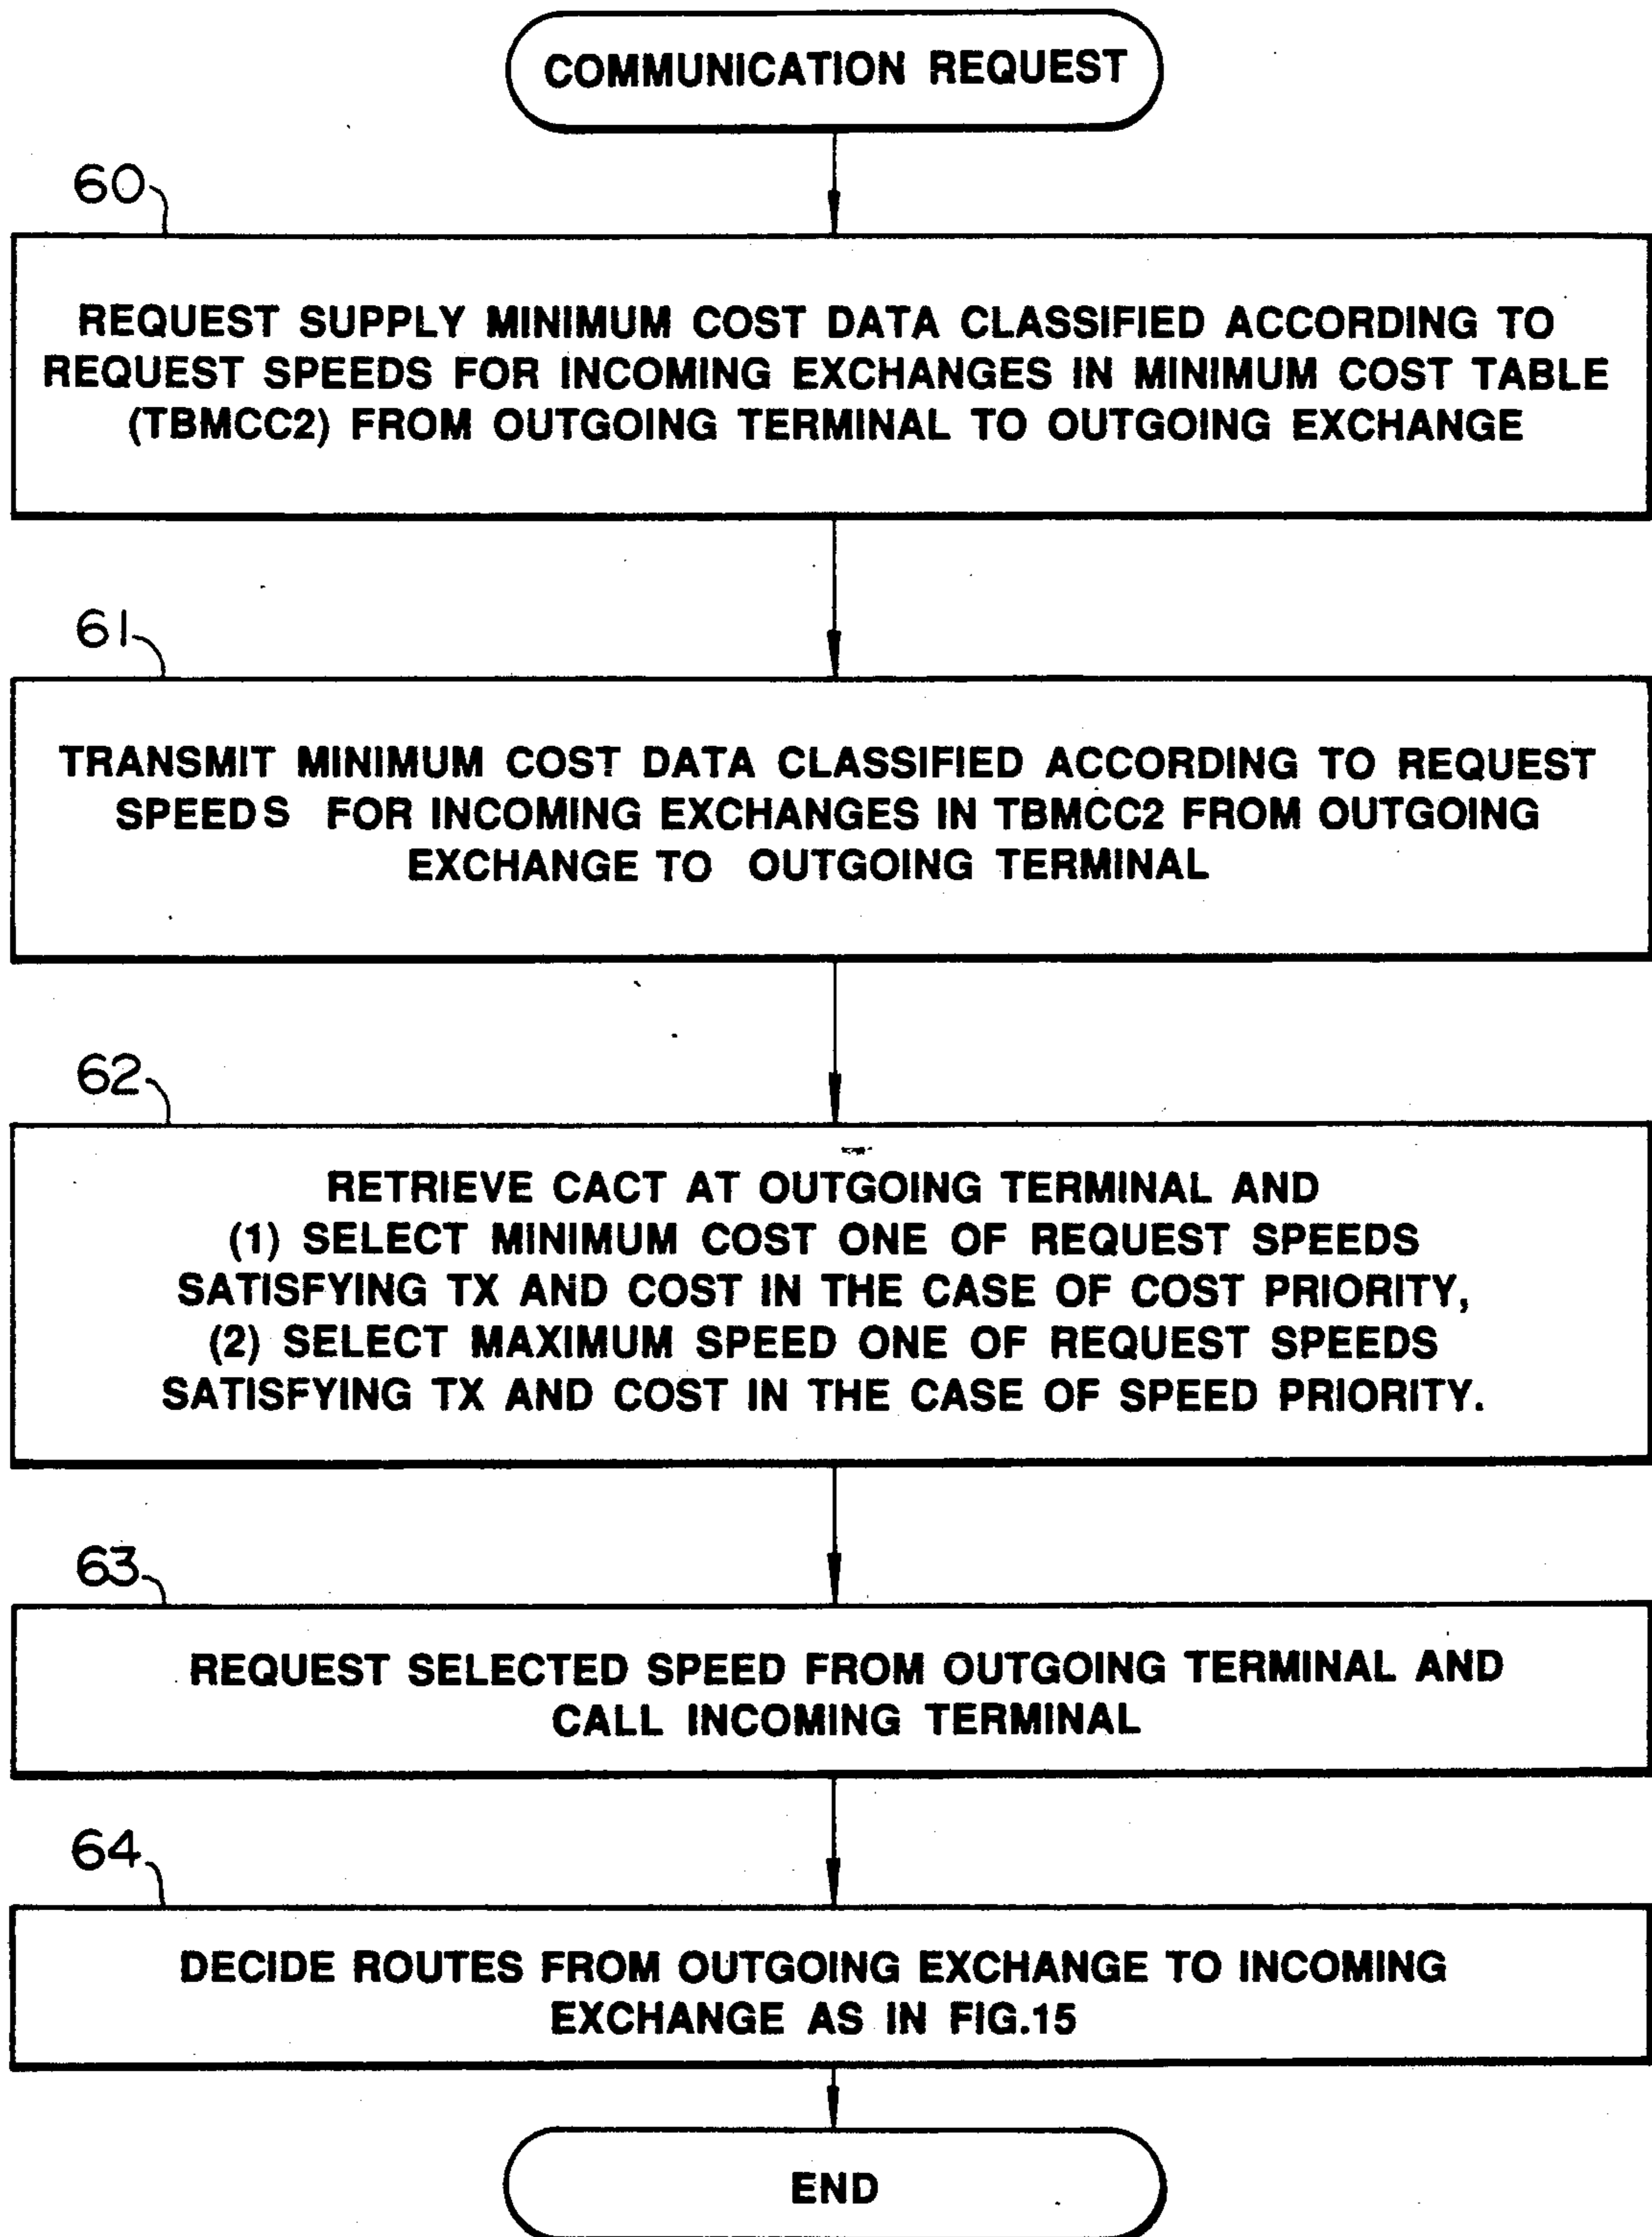 COMMUNICATION REQUEST
60
REQUEST SUPPLY MINIMUM COST DATA CLASSIFIED ACCORDING TO
REQUEST SPEEDS FOR INCOMING EXCHANGES IN MINIMUM COST TABLE
(TBMCC2) FROM OUTGOING TERMINAL TO OUTGOING EXCHANGE
61
TRANSMIT MINIMUM COST DATA CLASSIFIED ACCORDING TO REQUEST
SPEEDS FOR INCOMING EXCHANGES IN TBMCC2 FROM OUTGOING
EXCHANGE TO OUTGOING TERMINAL
62
RETRIEVE CACT AT OUTGOING TERMINAL AND
(1) SELECT MINIMUM COST ONE OF REQUEST SPEEDS
SATISFYING TX AND COST IN THE CASE OF COST PRIORITY,
(2) SELECT MAXIMUM SPEED ONE OF REQUEST SPEEDS
SATISFYING TX AND COST IN THE CASE OF SPEED PRIORITY.
63
REQUEST SELECTED SPEED FROM OUTGOING TERMINAL AND
CALL INCOMING TERMINAL
64
DECIDE ROUTES FROM OUTGOING EXCHANGE TO INCOMING
EXCHANGE AS IN FIG.15
END